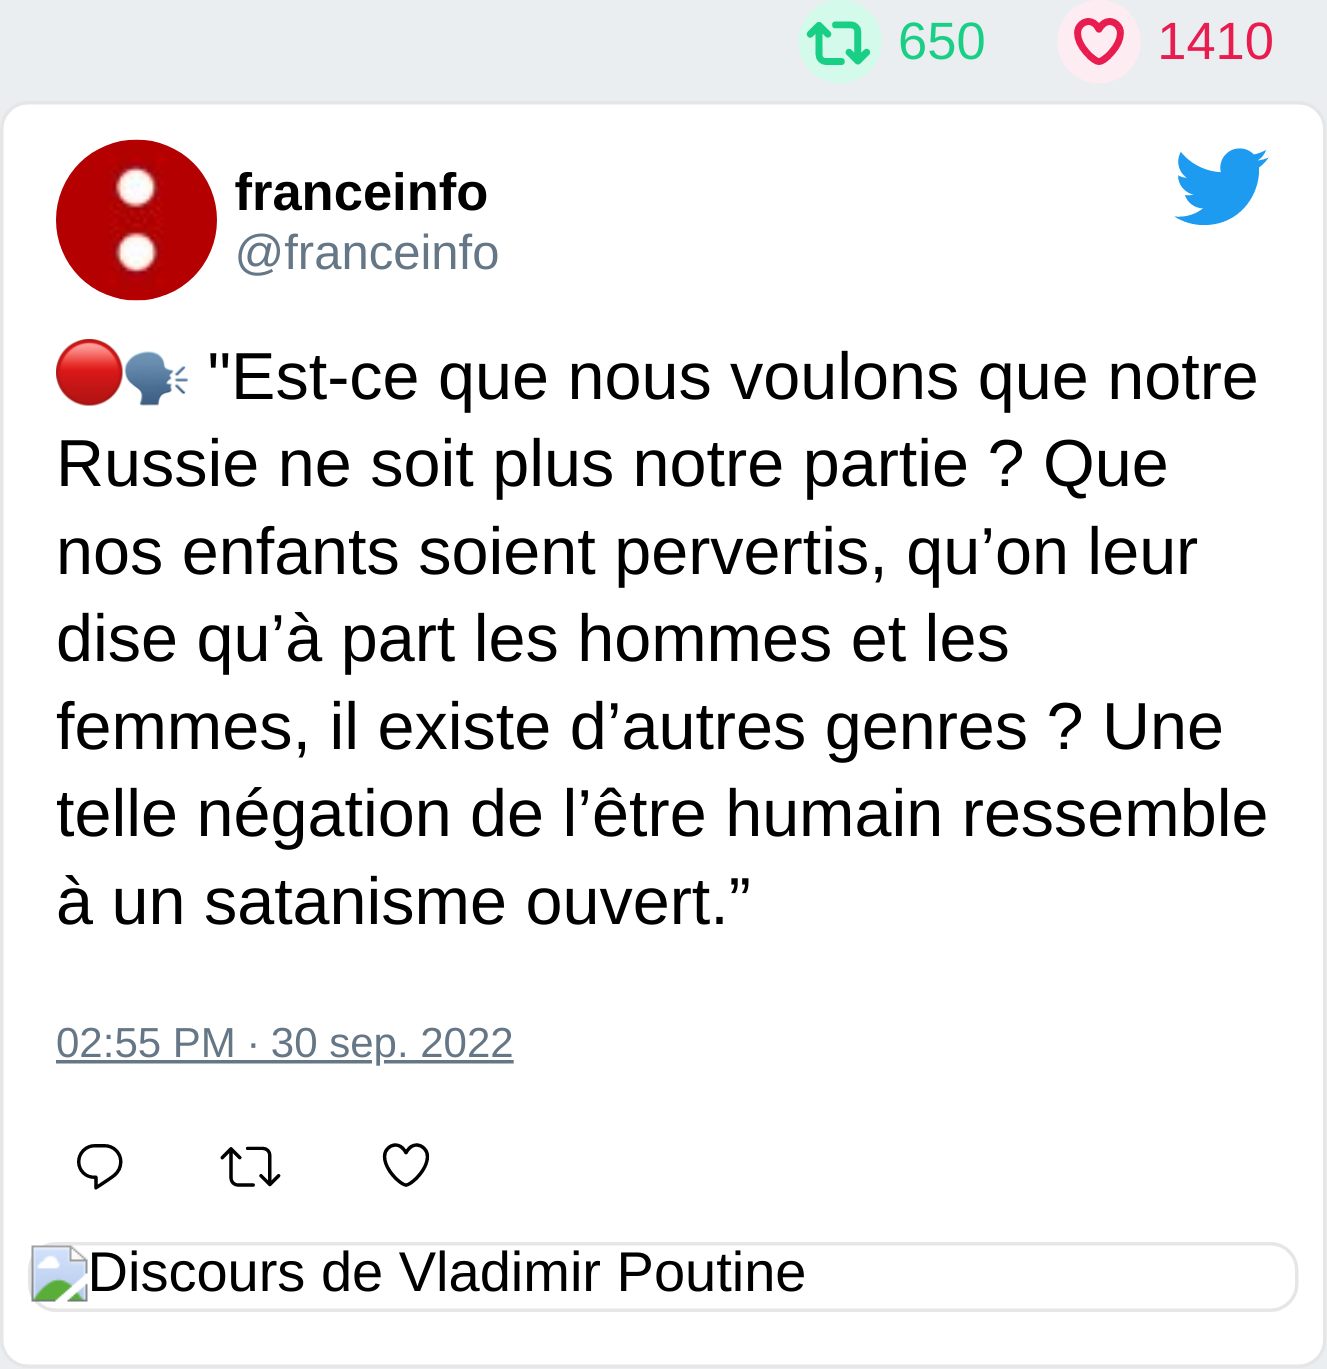 650 1410
franceinfo
@franceinfo
🔴🗣️ "Est-ce que nous voulons que notre
Russie ne soit plus notre partie ? Que
nos enfants soient pervertis, qu’on leur
dise qu’à part les hommes et les
femmes, il existe d’autres genres ? Une
telle négation de l’être humain ressemble
à un satanisme ouvert.”
02:55 PM · 30 sep. 2022
Discours de Vladimir Poutine